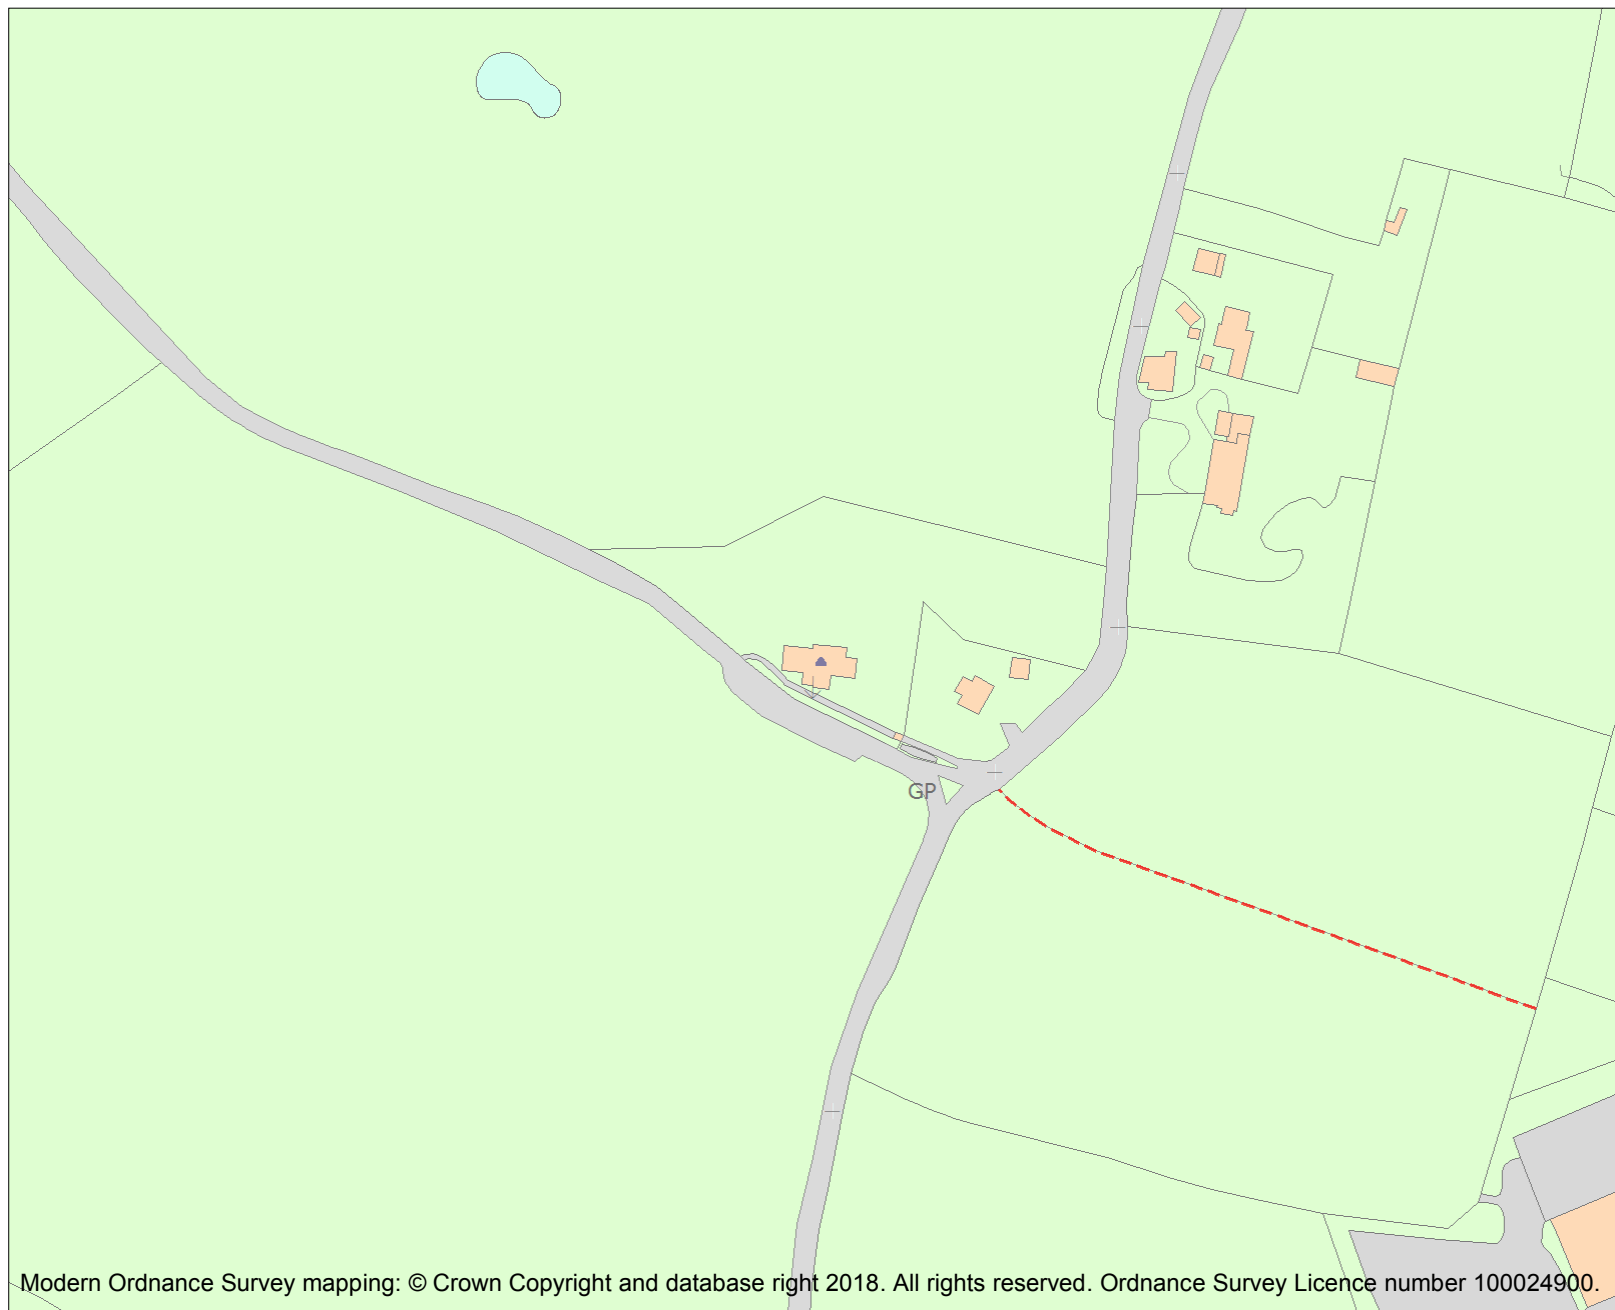 GP
Modern Ordnance Survey mapping: © Crown Copyright and database right 2018. All rights reserved. Ordnance Survey Licence number 100024900.